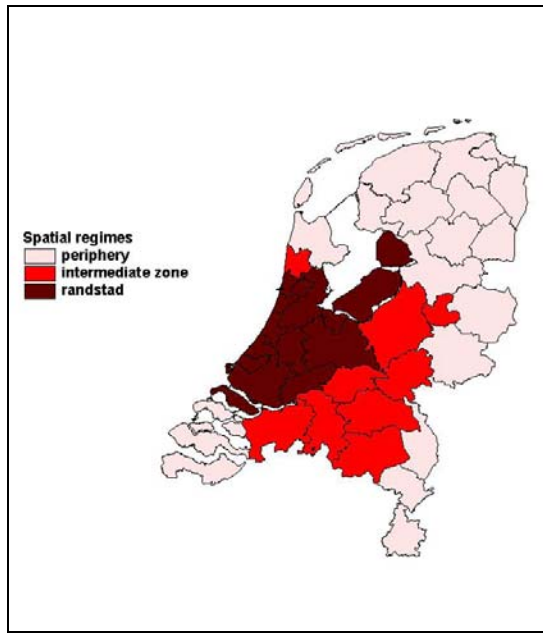 Spatial regimes
periphery
intermediate zone
randstad